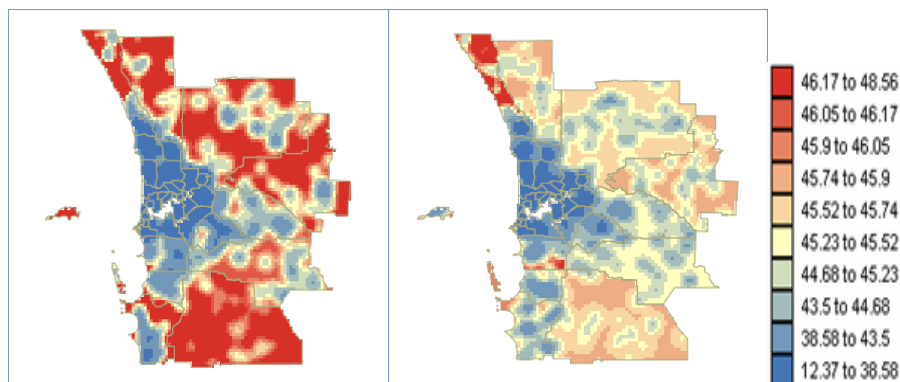 46.17 to 48.56
46.05 to 46.17
45.9 to 46.05
45.74 to 45.9
45.52 to 45.74
45.23 to 45.52
44.68 to 45.23
43.5 to 44.68
38.58 to 43.5
12.37 to 38.58